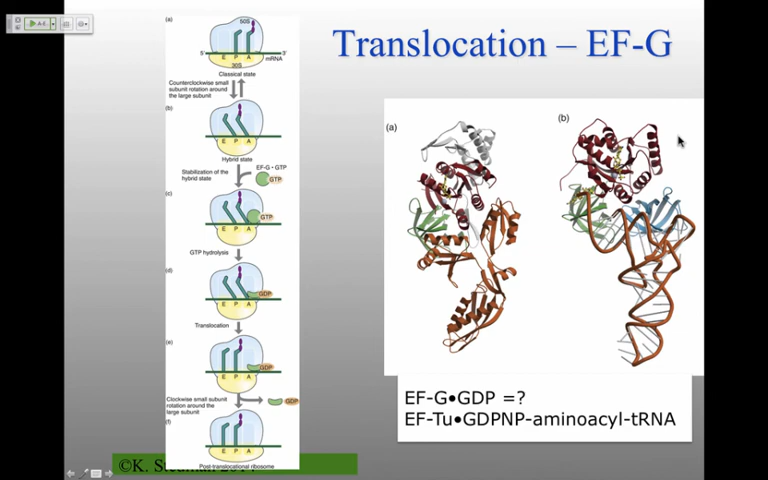 Translocation – EF-G
(a)
50S
5'
3'
E P A
mRNA
30S
Classical state
Counterclockwise small
subunit rotation around
the large subunit
(b)
E P A
Hybrid state
EF-G • GTP
Stabilization of the
hybrid state
GTP
(c)
GTP
E P A
GTP hydrolysis
(d)
GDP
E P A
Translocation
(e)
GDP
E P A
Clockwise small subunit
rotation around the
large subunit
GDP
(f)
E P A
Post-translocational ribosome
(a)
(b)
EF-G•GDP =?
EF-Tu•GDPNP-aminoacyl-tRNA
©K. Stedman